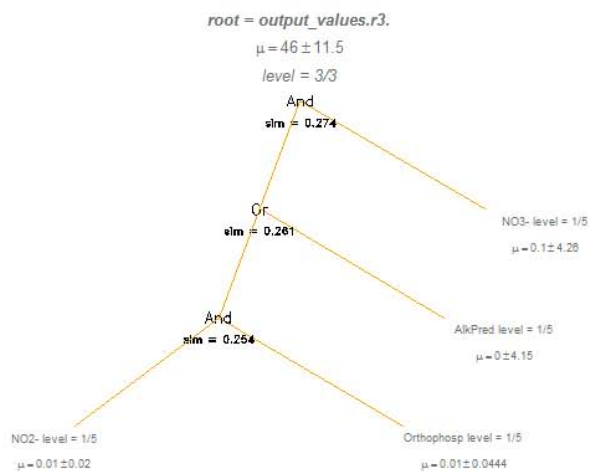 root = output_values.r3.
μ = 46 ± 11.5
level = 3/3
And
sim = 0.274
NO3- level = 1/5
μ = 0.1 ± 4.26
Or
sim = 0.261
AlkPred level = 1/5
μ = 0 ± 4.15
And
sim = 0.254
NO2- level = 1/5
μ = 0.01 ± 0.02
Orthophosp level = 1/5
μ = 0.01 ± 0.0444